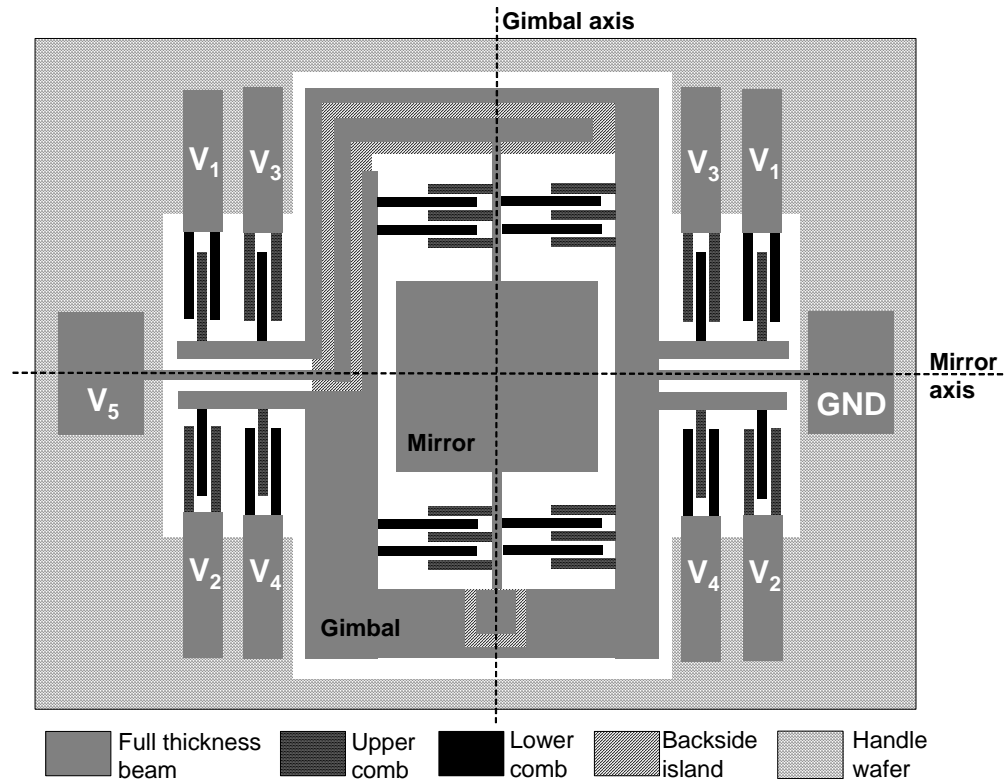 Gimbal axis
V1 V3 V3 V1
Mirror
axis
V5
GND
Mirror
V2 V4 V4 V2
Gimbal
Full thickness
beam
Upper
comb
Lower
comb
Backside
island
Handle
wafer